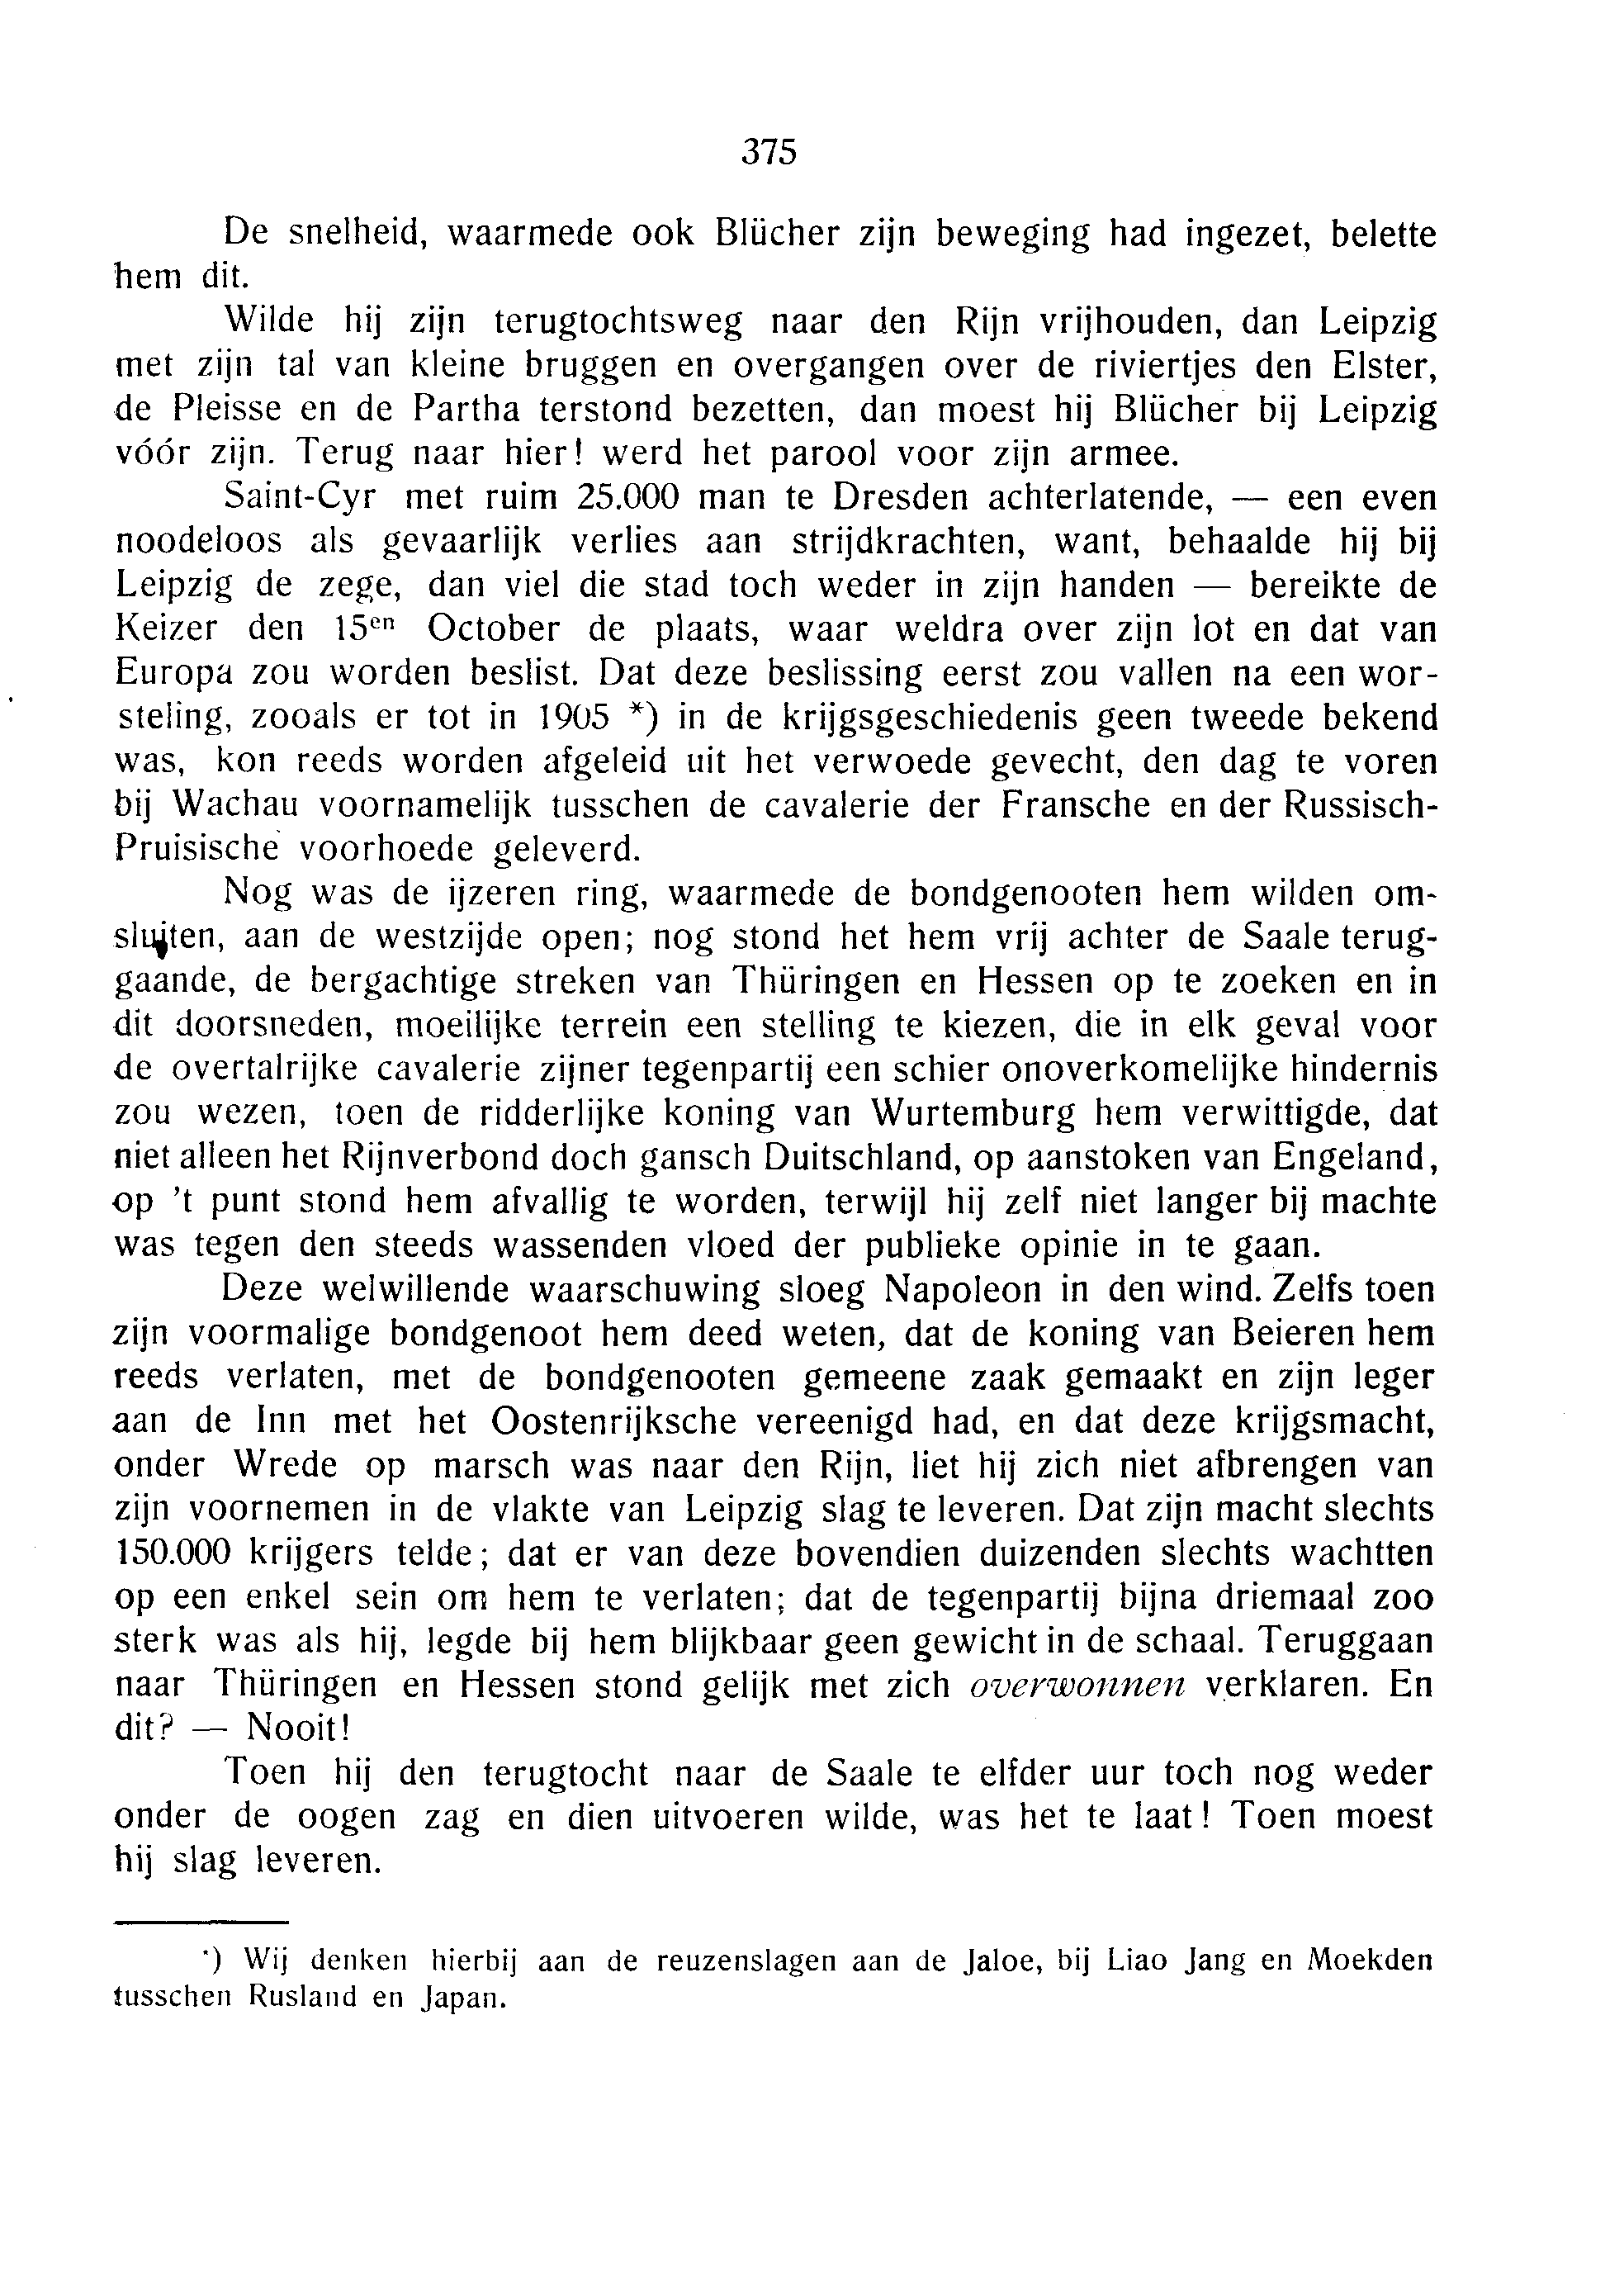 375
De snelheid, waarmede ook Blücher zijn beweging had ingezet, belette
hem dit.
Wilde hij zijn terugtochtsweg naar den Rijn vrijhouden, dan Leipzig
met zijn tal van kleine bruggen en overgangen over de riviertjes den Elster,
de Pleisse en de Partha terstond bezetten, dan moest hij Blücher bij Leipzig
vóór zijn. Terug naar hier! werd het parool voor zijn armee.
Saint-Cyr met ruim 25.000 man te Dresden achterlatende, — een even
noodeloos als gevaarlijk verlies aan strijdkrachten, want, behaalde hij bij
Leipzig de zege, dan viel die stad toch weder in zijn handen — bereikte de
Keizer den 15en October de plaats, waar weldra over zijn lot en dat van
Europa zou worden beslist. Dat deze beslissing eerst zou vallen na een wor-
steling, zooals er tot in 1905 *) in de krijgsgeschiedenis geen tweede bekend
was, kon reeds worden afgeleid uit het verwoede gevecht, den dag te voren
bij Wachau voornamelijk tusschen de cavalerie der Fransche en der Russisch-
Pruisische voorhoede geleverd.
Nog was de ijzeren ring, waarmede de bondgenooten hem wilden om-
sluiten, aan de westzijde open; nog stond het hem vrij achter de Saale terug-
gaande, de bergachtige streken van Thüringen en Hessen op te zoeken en in
dit doorsneden, moeilijke terrein een stelling te kiezen, die in elk geval voor
de overtalrijke cavalerie zijner tegenpartij een schier onoverkomelijke hindernis
zou wezen, toen de ridderlijke koning van Wurtemburg hem verwittigde, dat
niet alleen het Rijnverbond doch gansch Duitschland, op aanstoken van Engeland,
op 't punt stond hem afvallig te worden, terwijl hij zelf niet langer bij machte
was tegen den steeds wassenden vloed der publieke opinie in te gaan.
Deze welwillende waarschuwing sloeg Napoleon in den wind. Zelfs toen
zijn voormalige bondgenoot hem deed weten, dat de koning van Beieren hem
reeds verlaten, met de bondgenooten gemeene zaak gemaakt en zijn leger
aan de Inn met het Oostenrijksche vereenigd had, en dat deze krijgsmacht,
onder Wrede op marsch was naar den Rijn, liet hij zich niet afbrengen van
zijn voornemen in de vlakte van Leipzig slag te leveren. Dat zijn macht slechts
150.000 krijgers telde; dat er van deze bovendien duizenden slechts wachtten
op een enkel sein om hem te verlaten; dat de tegenpartij bijna driemaal zoo
sterk was als hij, legde bij hem blijkbaar geen gewicht in de schaal. Teruggaan
naar Thüringen en Hessen stond gelijk met zich overwonnen verklaren. En
dit? — Nooit!
Toen hij den terugtocht naar de Saale te elfder uur toch nog weder
onder de oogen zag en dien uitvoeren wilde, was het te laat! Toen moest
hij slag leveren.
*) Wij denken hierbij aan de reuzenslagen aan de Jaloe, bij Liao Jang en Moekden
tusschen Rusland en Japan.